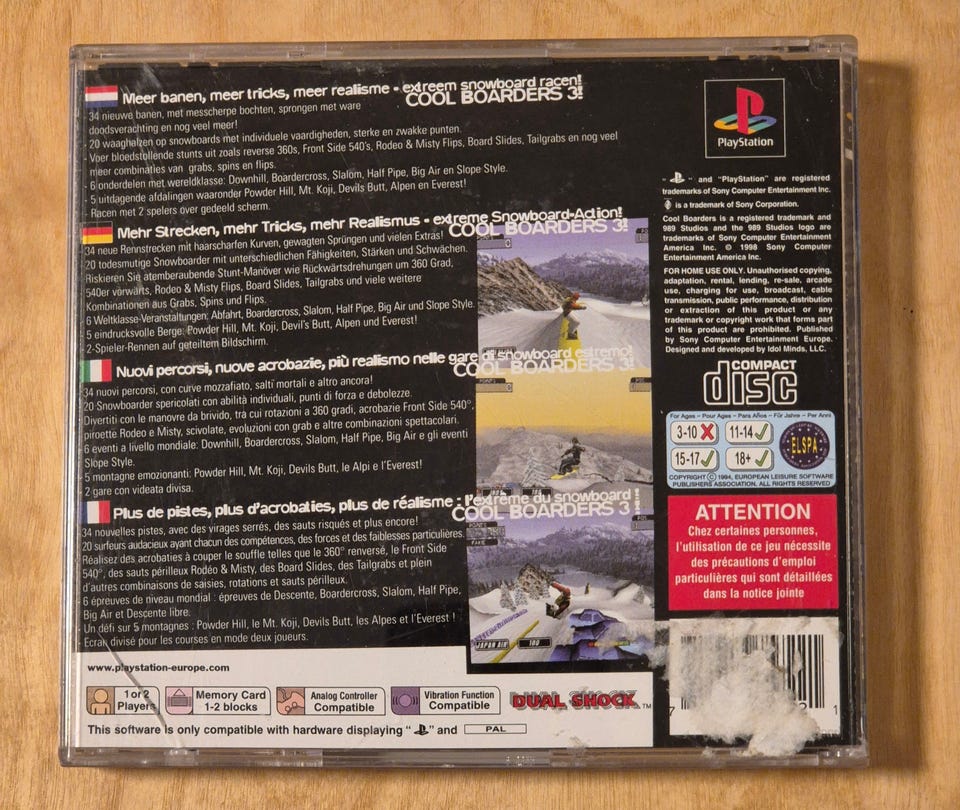 Meer banen, meer tricks, meer realisme - extreem snowboard racen!
COOL BOARDERS 3!
- 34 nieuwe banen, met messcherpe bochten, sprongen met ware
doodsverachting en nog veel meer!
- 20 waaghalzen op snowboards met individuele vaardigheden, sterke en zwakke punten.
- Voer bloedstollende stunts uit zoals reverse 360s, Front Side 540's, Rodeo & Misty Flips, Board Slides, Tailgrabs en nog veel
meer combinaties van grabs, spins en flips.
- 6 onderdelen met wereldklasse: Downhill, Boardercross, Slalom, Half Pipe, Big Air en Slope Style.
- 5 uitdagende afdalingen waaronder Powder Hill, Mt. Koji, Devils Butt, Alpen en Everest!
- Racen met 2 spelers over gedeeld scherm.
Mehr Strecken, mehr Tricks, mehr Realismus - extreme Snowboard-Action!
COOL BOARDERS 3!
34 neue Rennstrecken mit haarscharfen Kurven, gewagten Sprüngen und vielen Extras!
20 todesmutige Snowboarder mit unterschiedlichen Fähigkeiten, Stärken und Schwächen.
Riskieren Sie atemberaubende Stunt-Manöver wie Rückwärtsdrehungen um 360 Grad,
540er vorwärts, Rodeo & Misty Flips, Board Slides, Tailgrabs und viele weitere
Kombinationen aus Grabs, Spins und Flips.
6 Weltklasse-Veranstaltungen: Abfahrt, Boardercross, Slalom, Half Pipe, Big Air und Slope Style.
- 5 eindrucksvolle Berge: Powder Hill, Mt. Koji, Devil's Butt, Alpen und Everest!
- 2-Spieler-Rennen auf geteiltem Bildschirm.
Nuovi percorsi, nuove acrobazie, più realismo nelle gare di snowboard estremo!
COOL BOARDERS 3!
34 nuovi percorsi, con curve mozzafiato, salti mortali e altro ancora!
20 Snowboarder spericolati con abilità individuali, punti di forza e debolezze.
Divertiti con le manovre da brivido, tra cui rotazioni a 360 gradi, acrobazie Front Side 540°,
piroette Rodeo e Misty, scivolate, evoluzioni con grab e altre combinazioni spettacolari.
6 eventi a livello mondiale: Downhill, Boardercross, Slalom, Half Pipe, Big Air e gli eventi
Slope Style.
5 montagne emozionanti: Powder Hill, Mt. Koji, Devils Butt, le Alpi e l'Everest!
2 gare con videata divisa.
Plus de pistes, plus d'acrobaties, plus de réalisme : l'extrême du snowboard !
COOL BOARDERS 3 !
- 34 nouvelles pistes, avec des virages serrés, des sauts risqués et plus encore!
- 20 surfeurs audacieux ayant chacun des compétences, des forces et des faiblesses particulières.
Réalisez des acrobaties à couper le souffle telles que le 360° renversé, le Front Side
540°, des sauts périlleux Rodéo & Misty, des Board Slides, des Tailgrabs et plein
d'autres combinaisons de saisies, rotations et sauts périlleux.
- 6 épreuves de niveau mondial : épreuves de Descente, Boardercross, Slalom, Half Pipe,
Big Air et Descente libre.
- Un défi sur 5 montagnes : Powder Hill, le Mt. Koji, Devils Butt, les Alpes et l'Everest !
- Ecran divisé pour les courses en mode deux joueurs.
JAPAN AIR
100
www.playstation-europe.com
1 or 2
Players
Memory Card
1-2 blocks
Analog Controller
Compatible
Vibration Function
Compatible
DUAL SHOCK™
This software is only compatible with hardware displaying " " and PAL
PlayStation
" " and "PlayStation" are registered
trademarks of Sony Computer Entertainment Inc.
is a trademark of Sony Corporation.
Cool Boarders is a registered trademark and
989 Studios and the 989 Studios logo are
trademarks of Sony Computer Entertainment
America Inc. © 1998 Sony Computer
Entertainment America Inc.
FOR HOME USE ONLY. Unauthorised copying,
adaptation, rental, lending, re-sale, arcade
use, charging for use, broadcast, cable
transmission, public performance, distribution
or extraction of this product or any
trademark or copyright work that forms part
of this product are prohibited. Published
by Sony Computer Entertainment Europe.
Designed and developed by Idol Minds, LLC.
COMPACT
disc
For Ages – Pour Ages – Para Años – Für Jahre – Per Anni
3-10
11-14
15-17
18+
ELSPA
COPYRIGHT © 1994, EUROPEAN LEISURE SOFTWARE
PUBLISHERS ASSOCIATION. ALL RIGHTS RESERVED
ATTENTION
Chez certaines personnes,
l'utilisation de ce jeu nécessite
des précautions d'emploi
particulières qui sont détaillées
dans la notice jointe